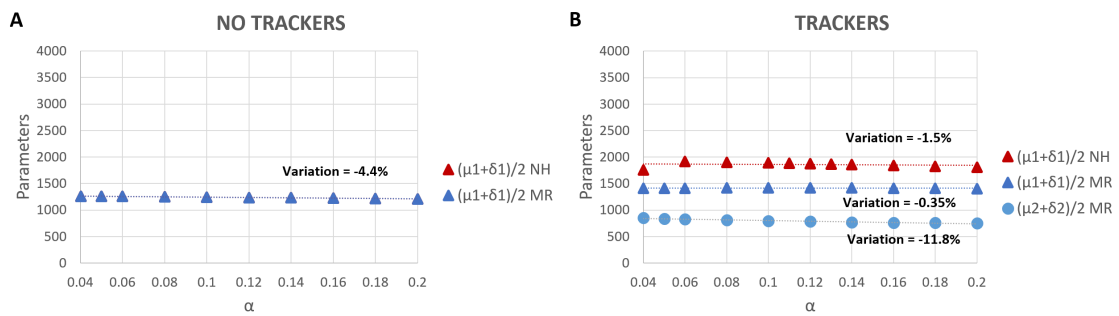 A
NO TRACKERS
4000
3500
3000
2500
2000
1500
1000
500
0
Parameters
Variation = -4.4%
0.04 0.06 0.08 0.1 0.12 0.14 0.16 0.18 0.2
α
(μ1+δ1)/2 NH
(μ1+δ1)/2 MR
B
TRACKERS
4000
3500
3000
2500
2000
1500
1000
500
0
Parameters
Variation = -1.5%
Variation = -0.35%
Variation = -11.8%
0.04 0.06 0.08 0.1 0.12 0.14 0.16 0.18 0.2
α
(μ1+δ1)/2 NH
(μ1+δ1)/2 MR
(μ2+δ2)/2 MR